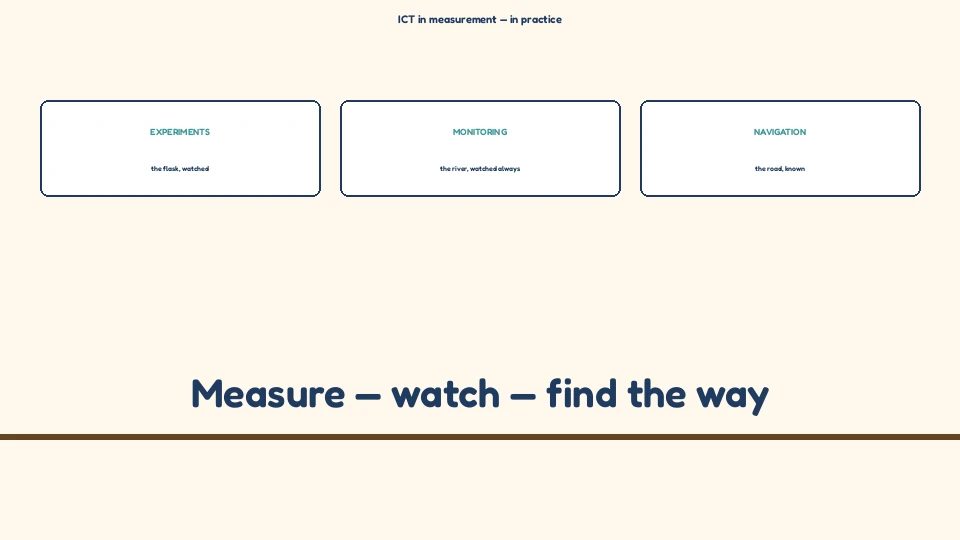 ICT in measurement — in practice
EXPERIMENTS
the flask, watched
MONITORING
the river, watched always
NAVIGATION
the road, known
Measure — watch — find the way